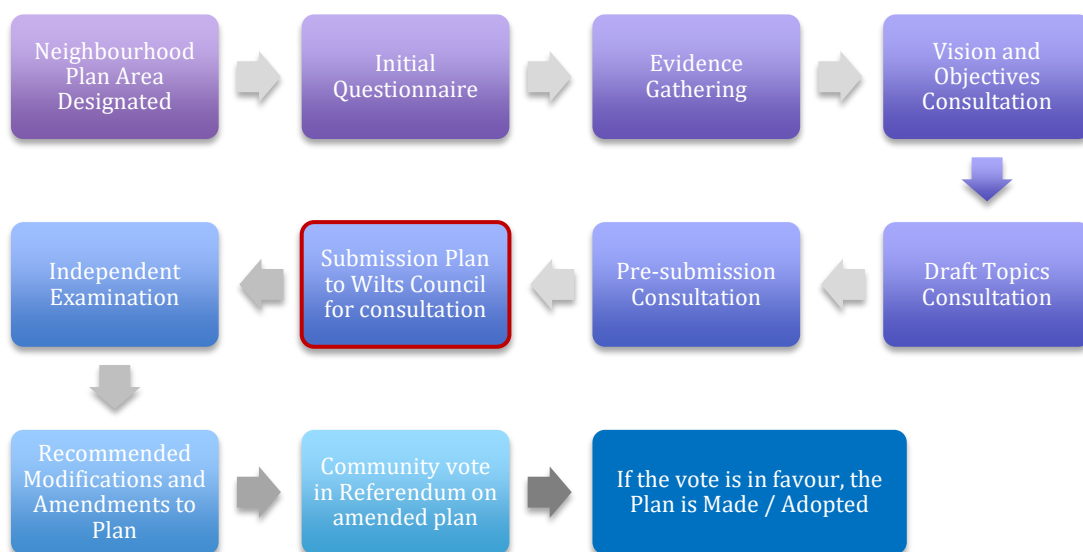 Neighbourhood
Plan Area
Designated
Initial
Questionnaire
Evidence
Gathering
Vision and
Objectives
Consultation
Draft Topics
Consultation
Pre-submission
Consultation
Submission Plan
to Wilts Council
for consultation
Independent
Examination
Recommended
Modifications and
Amendments to
Plan
Community vote
in Referendum on
amended plan
If the vote is in favour, the
Plan is Made / Adopted